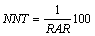 NNT = 1/RAR 100